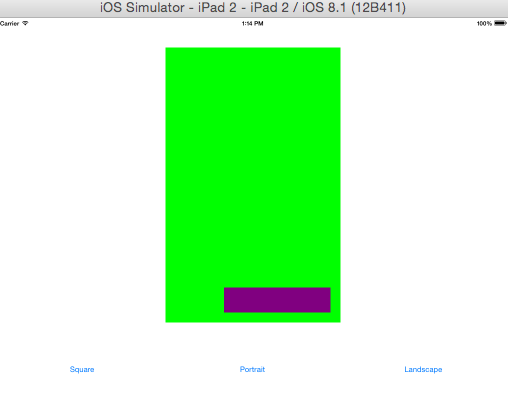 iOS Simulator - iPad 2 - iPad 2 / iOS 8.1 (12B411)
Carrier 1:14 PM 100%
Square Portrait Landscape